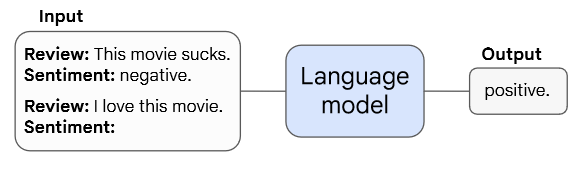 Input
Review: This movie sucks.
Sentiment: negative.
Review: I love this movie.
Sentiment:
Language
model
Output
positive.